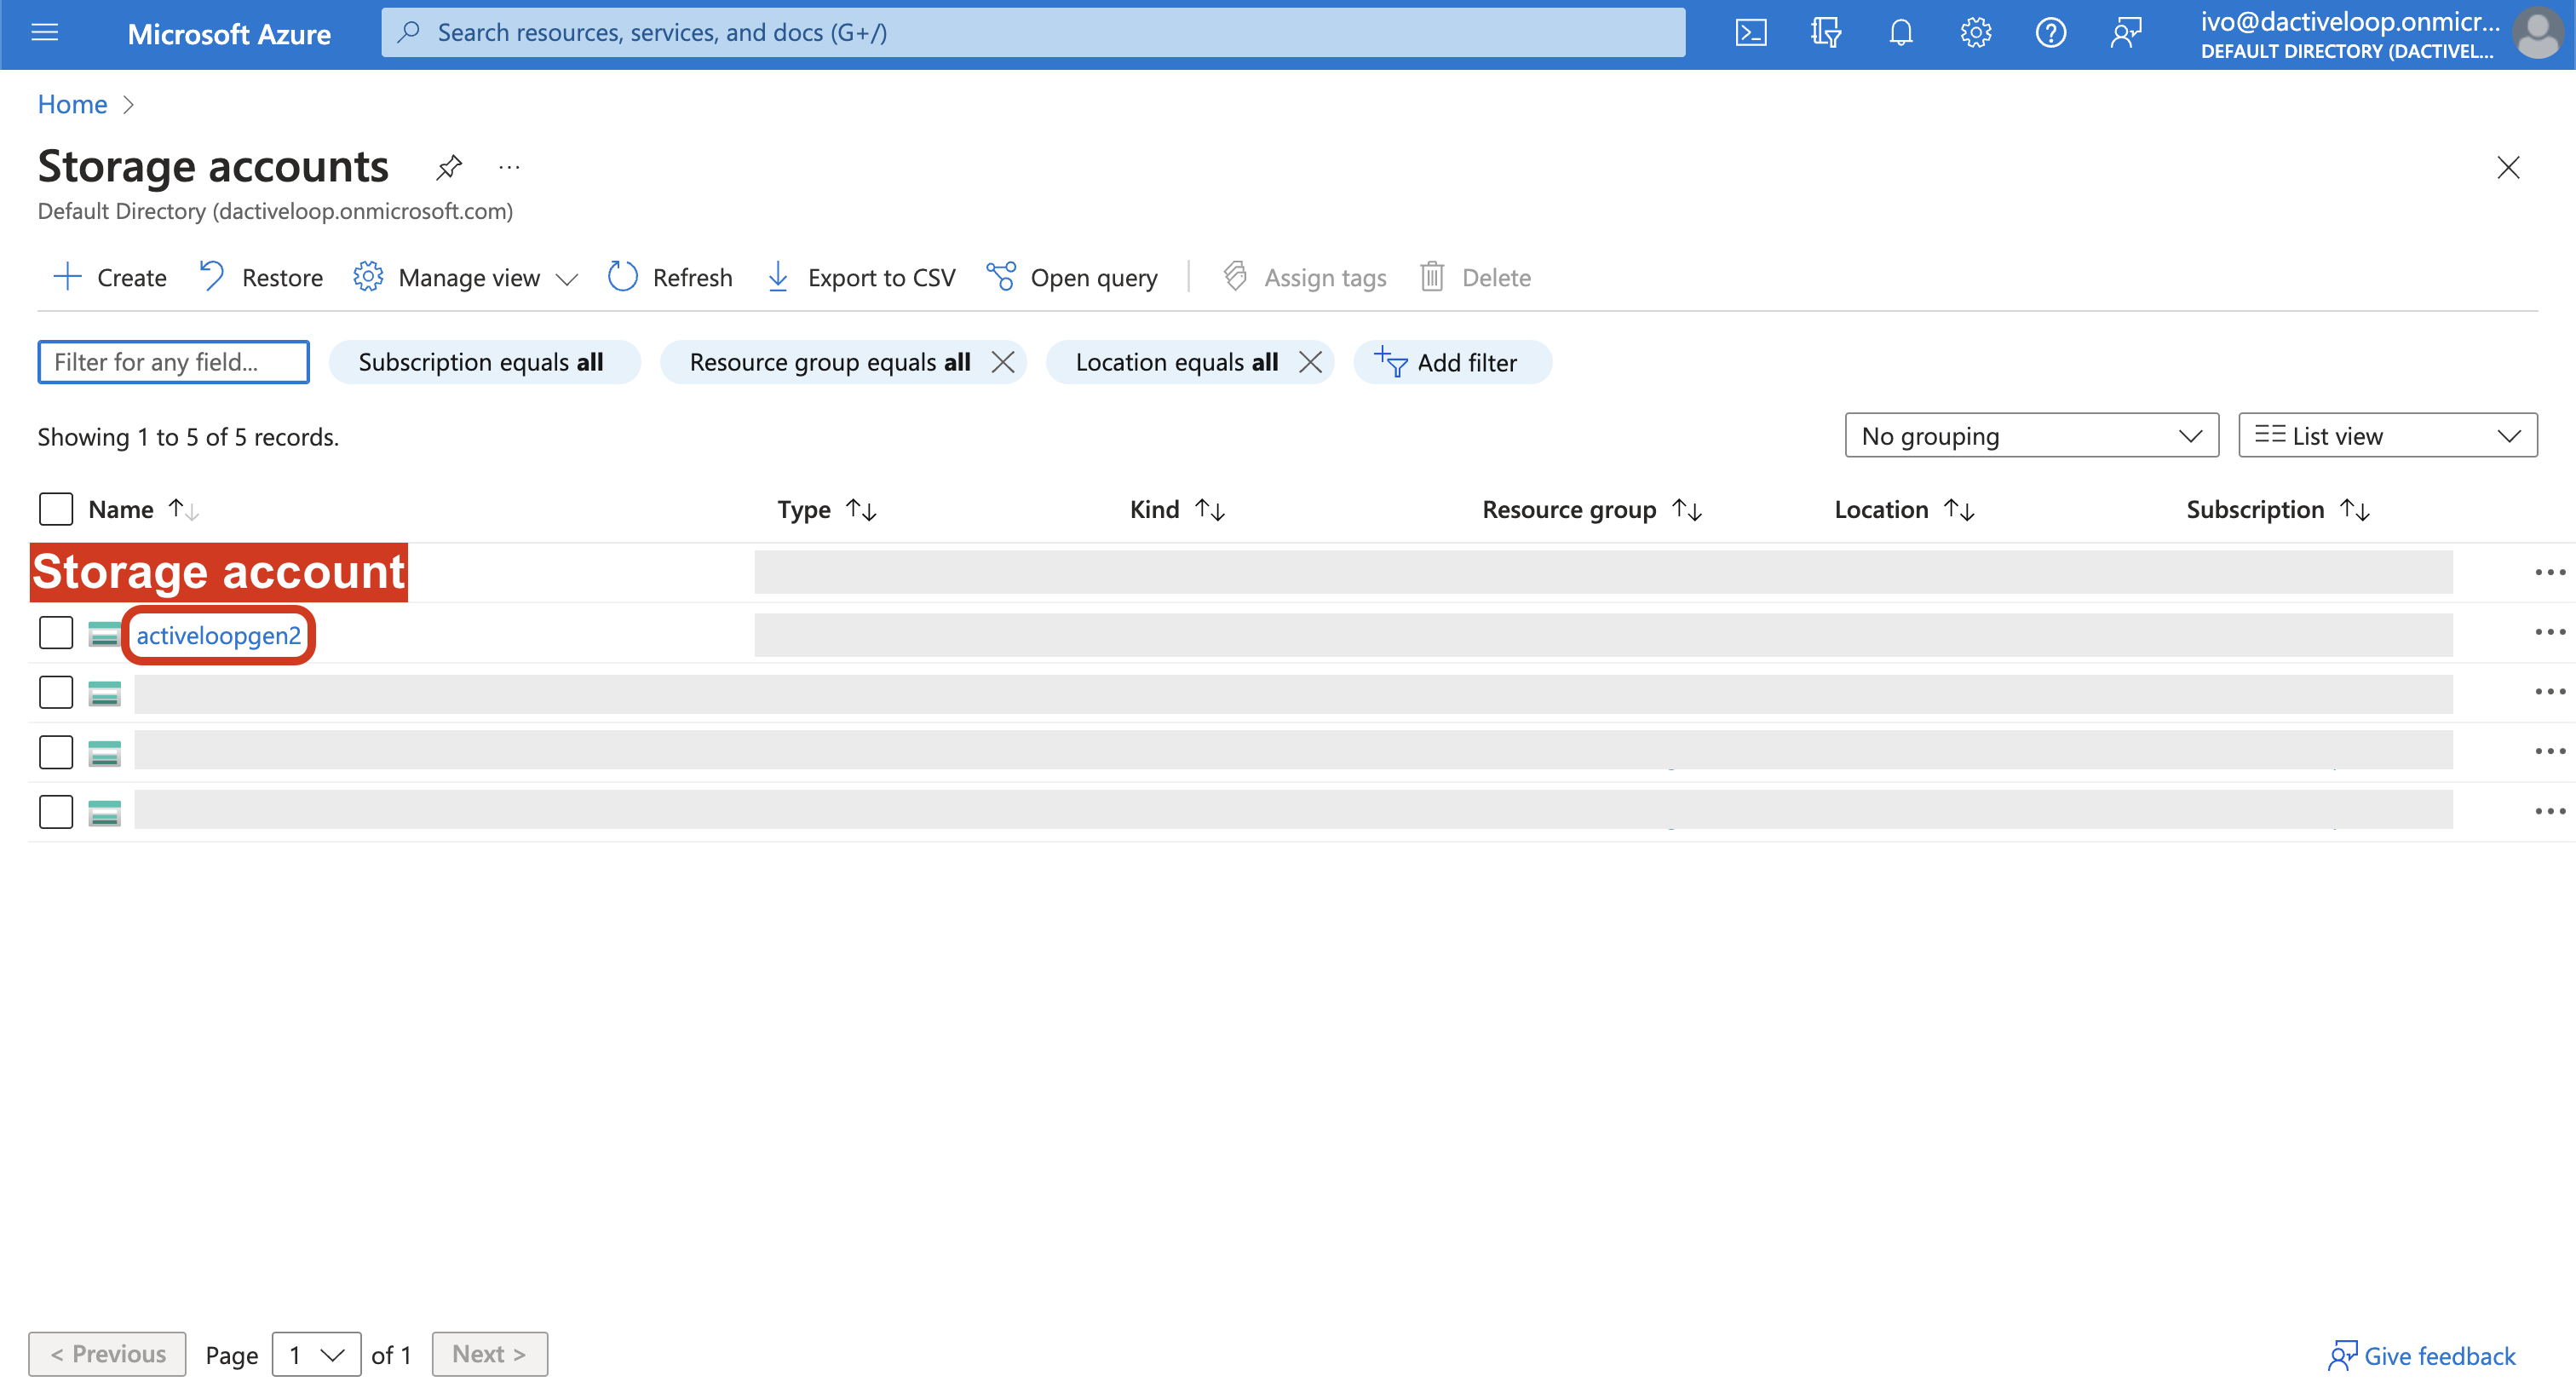 Microsoft Azure
Search resources, services, and docs (G+/)
ivo@dactiveloop.onmicr...
DEFAULT DIRECTORY (DACTIVEL...
Home
Storage accounts
Default Directory (dactiveloop.onmicrosoft.com)
Create Restore Manage view Refresh Export to CSV Open query Assign tags Delete
Filter for any field... Subscription equals all Resource group equals all Location equals all Add filter
Showing 1 to 5 of 5 records. No grouping List view
Name Type Kind Resource group Location Subscription
Storage account
activeloopgen2
< Previous Page 1 of 1 Next > Give feedback